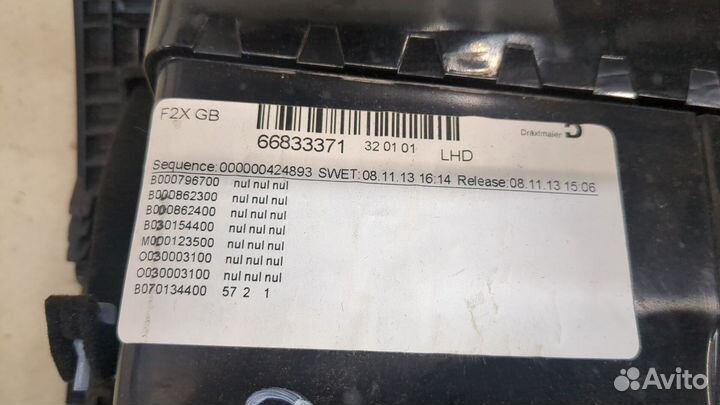 F2X GB
66833371 32 01 01 LHD
Dräxlmaier D
Sequence:000000424893 SWET:08.11.13 16:14 Release:08.11.13 15:06
B000796700 nul nul nul
B000862300 nul nul nul
B000862400 nul nul nul
B030154400 nul nul nul
M000123500 nul nul nul
O030003100 nul nul nul
O030003100 nul nul nul
B070134400 57 2 1
Avito